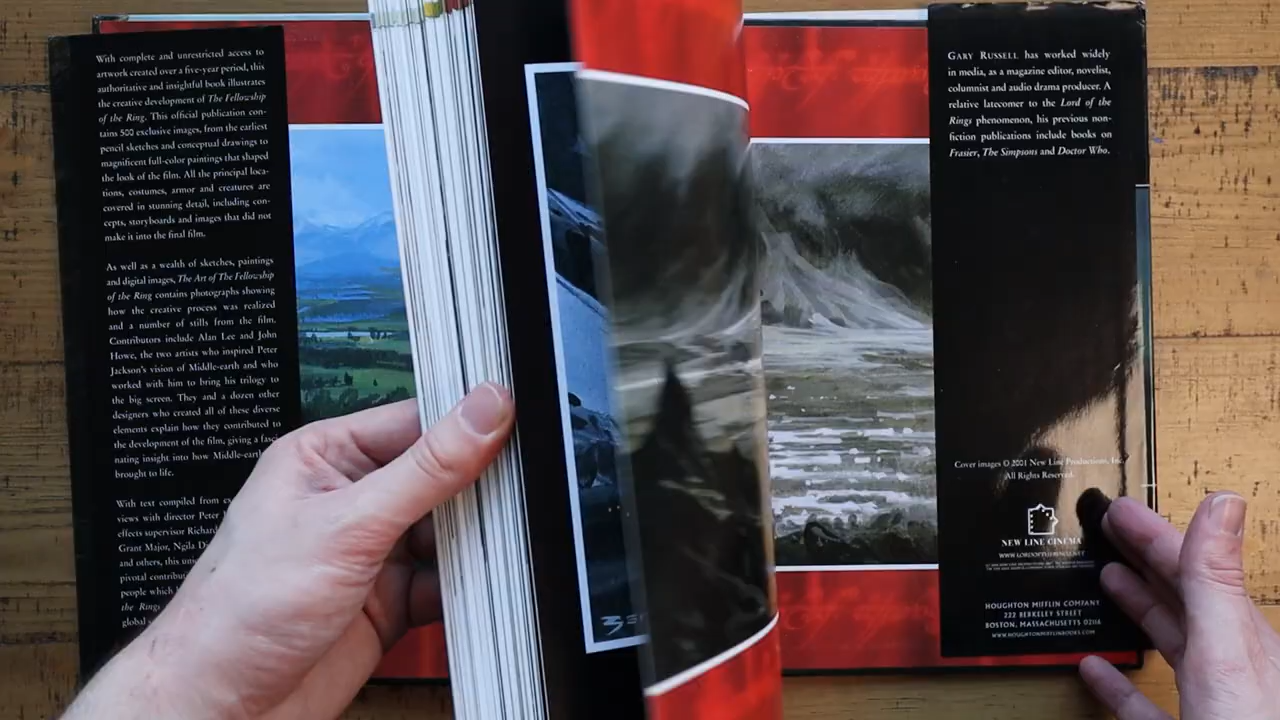 With complete and unrestricted access to
artwork created over a five-year period, this
authoritative and insightful book illustrates
the creative development of The Fellowship
of the Ring. This official publication con-
tains 500 exclusive images, from the earliest
pencil sketches and conceptual drawings to
magnificent full-color paintings that shaped
the look of the film. All the principal loca-
tions, costumes, armor and creatures are
covered in stunning detail, including con-
cepts, storyboards and images that did not
make it into the final film.
As well as a wealth of sketches, paintings
and digital images, The Art of The Fellowship
of the Ring contains photographs showing
how the creative process was realized
and a number of stills from the film.
Contributors include Alan Lee and John
Howe, the two artists who inspired Peter
Jackson's vision of Middle-earth and who
worked with him to bring his trilogy to
the big screen. They and a dozen other
designers who created all of these diverse
elements explain how they contributed to
the development of the film, giving a fasci
nating insight into how Middle-earth
brought to life.
With text compiled from
views with director Peter
effects supervisor Richard
Grant Major, Ngila
and others, this
pivotal
people which
the Rings
global
GARY RUSSELL has worked widely
in media, as a magazine editor, novelist,
columnist and audio drama producer. A
relative latecomer to the Lord of the
Rings phenomenon, his previous non-
fiction publications include books on
Frasier, The Simpsons and Doctor Who.
Cover images © 2001 New Line Productions, Inc.
All Rights Reserved.
NEW LINE CINEMA
WWW.LORDOFTHERINGS.NET
HOUGHTON MIFFLIN COMPANY
222 BERKELEY STREET
BOSTON, MASSACHUSETTS 02116
WWW.HOUGHTONMIFFLINBOOKS.COM